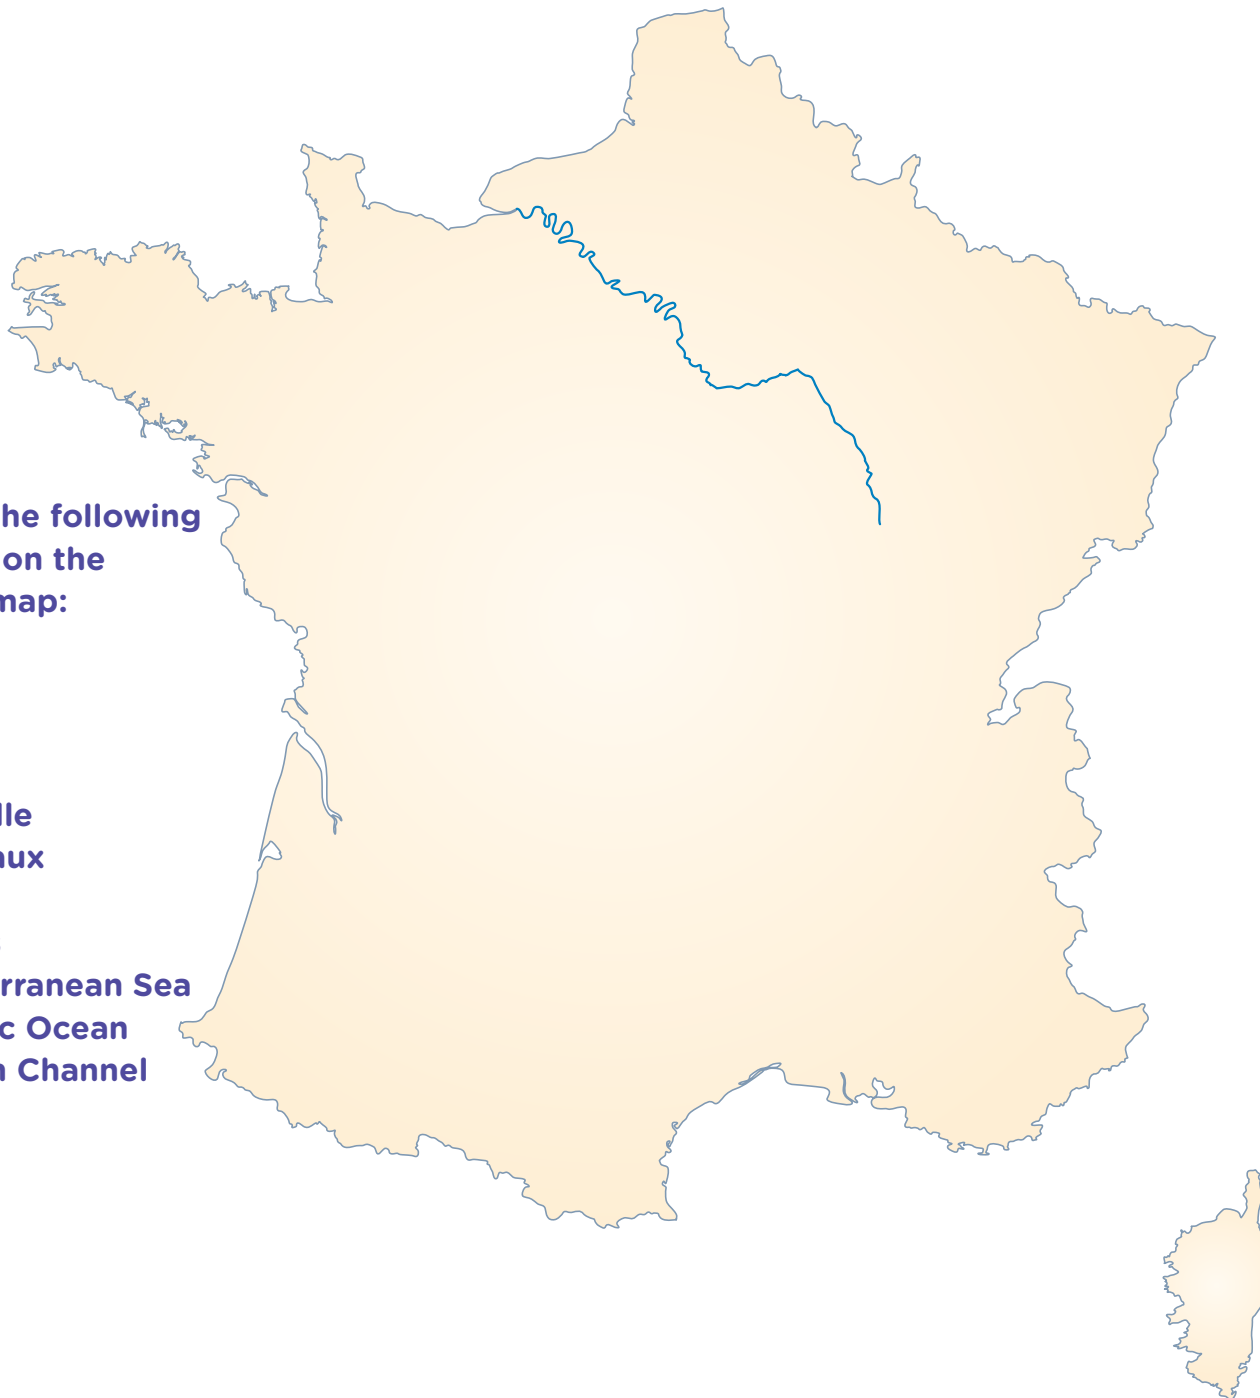 he following
on the
map:
lle
aux
rranean Sea
c Ocean
n Channel